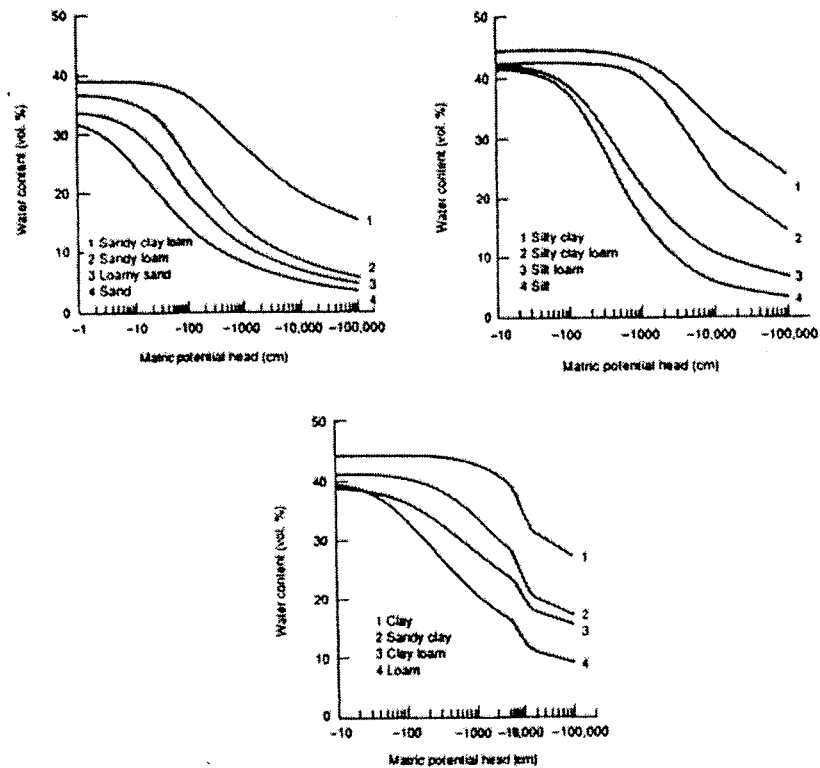 50
40
30
20
10
0
Water content (vol. %)
1
2
3
4
1 Sandy clay loam
2 Sandy loam
3 Loamy sand
4 Sand
-1 -10 -100 -1000 -10,000 -100,000
Matric potential head (cm)
50
40
30
20
10
0
Water content (vol. %)
1
2
3
4
1 Silty clay
2 Silty clay loam
3 Silt loam
4 Silt
-10 -100 -1000 -10,000 -100,000
Matric potential head (cm)
50
40
30
20
10
0
Water content (vol. %)
1
2
3
4
1 Clay
2 Sandy clay
3 Clay loam
4 Loam
-10 -100 -1000 -10,000 -100,000
Matric potential head (cm)